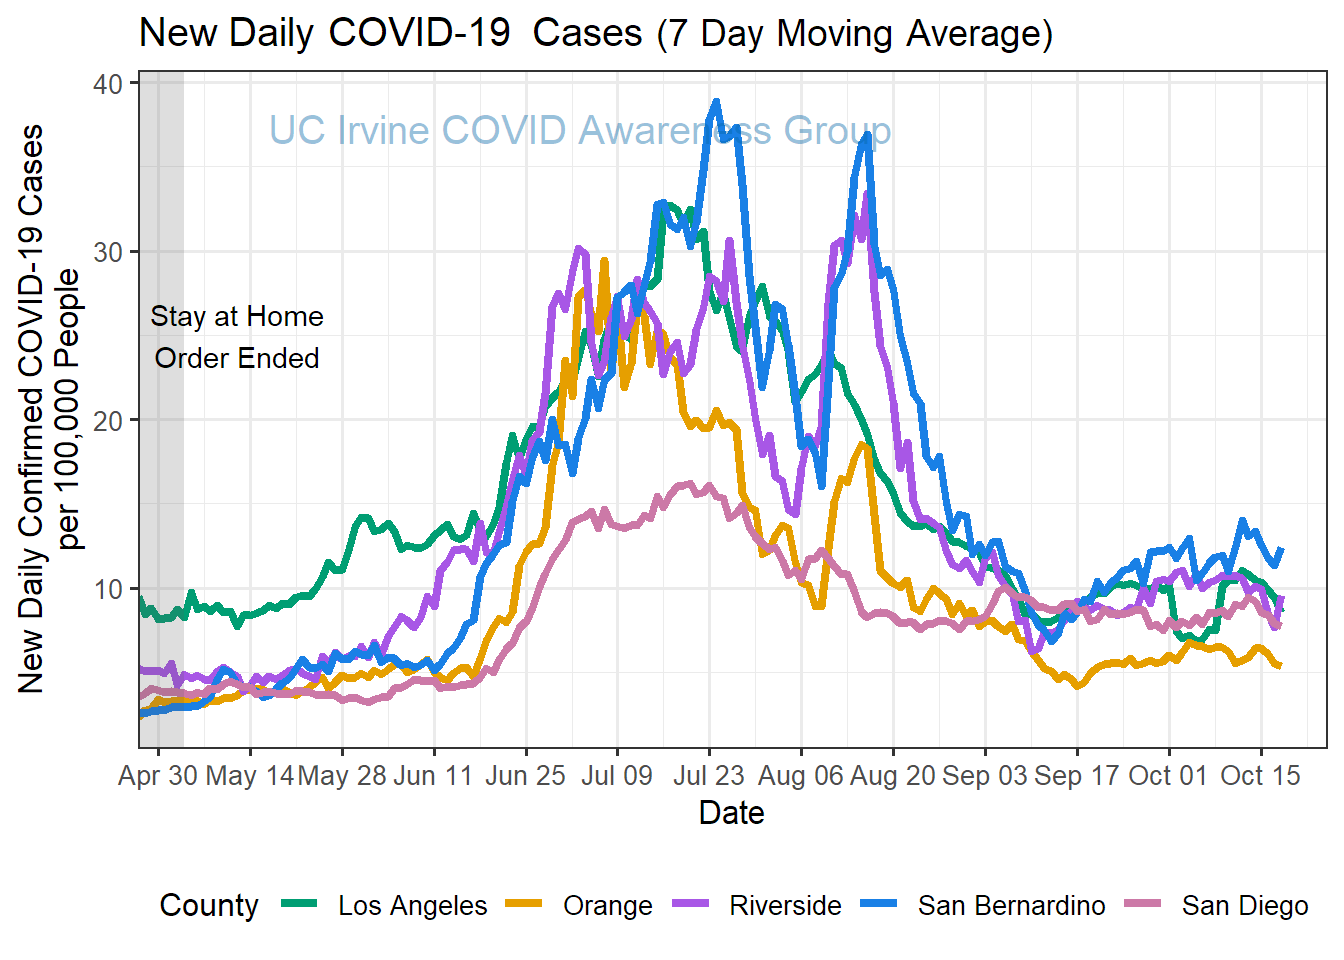 New Daily COVID-19 Cases (7 Day Moving Average)
UC Irvine COVID Awareness Group
New Daily Confirmed COVID-19 Cases
per 100,000 People
40
30
20
10
Stay at Home
Order Ended
Apr 30 May 14 May 28 Jun 11 Jun 25 Jul 09 Jul 23 Aug 06 Aug 20 Sep 03 Sep 17 Oct 01 Oct 15
Date
County Los Angeles Orange Riverside San Bernardino San Diego